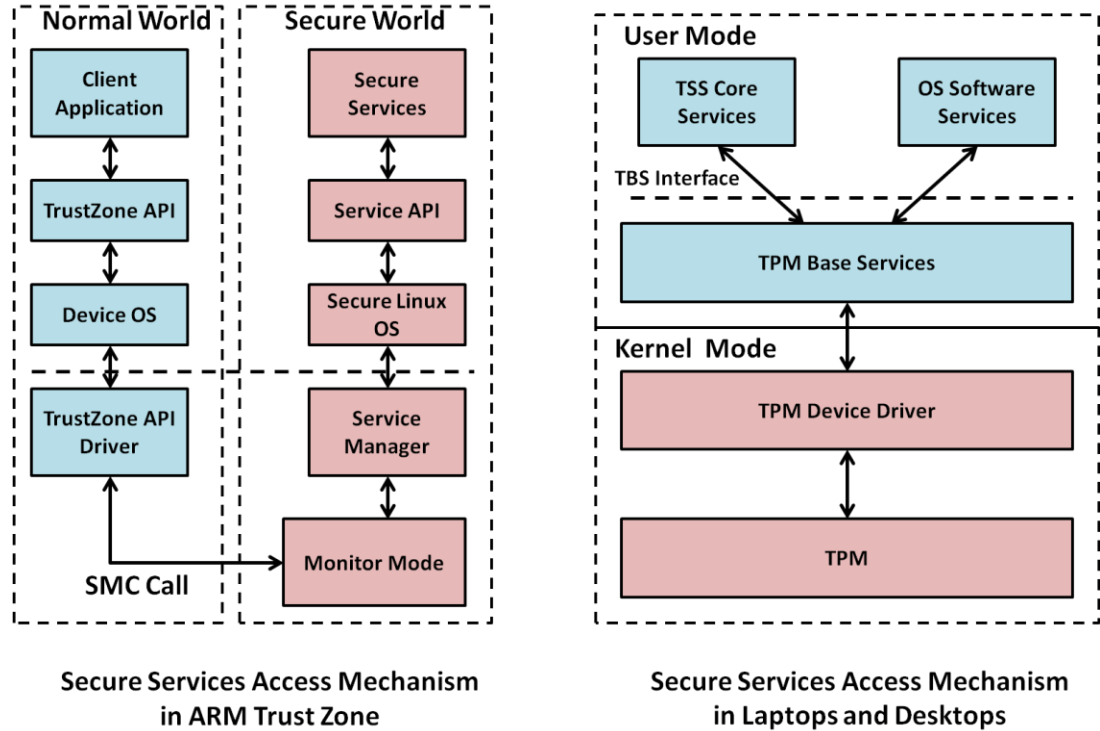 Normal World
Secure World
Client
Application
Secure
Services
TrustZone API
Service API
Device OS
Secure Linux
OS
TrustZone API
Driver
Service
Manager
Monitor Mode
SMC Call
Secure Services Access Mechanism
in ARM Trust Zone
User Mode
TSS Core
Services
OS Software
Services
TBS Interface
TPM Base Services
Kernel Mode
TPM Device Driver
TPM
Secure Services Access Mechanism
in Laptops and Desktops